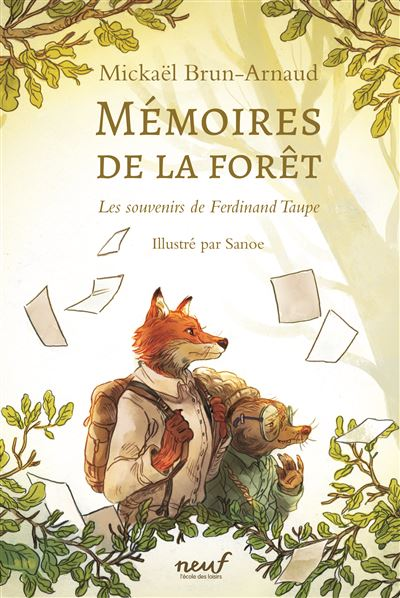 Mickaël Brun-Arnaud
MÉMOIRES
DE LA FORÊT
Les souvenirs de Ferdinand Taupe
Illustré par Sanoe
neuf
l'école des loisirs